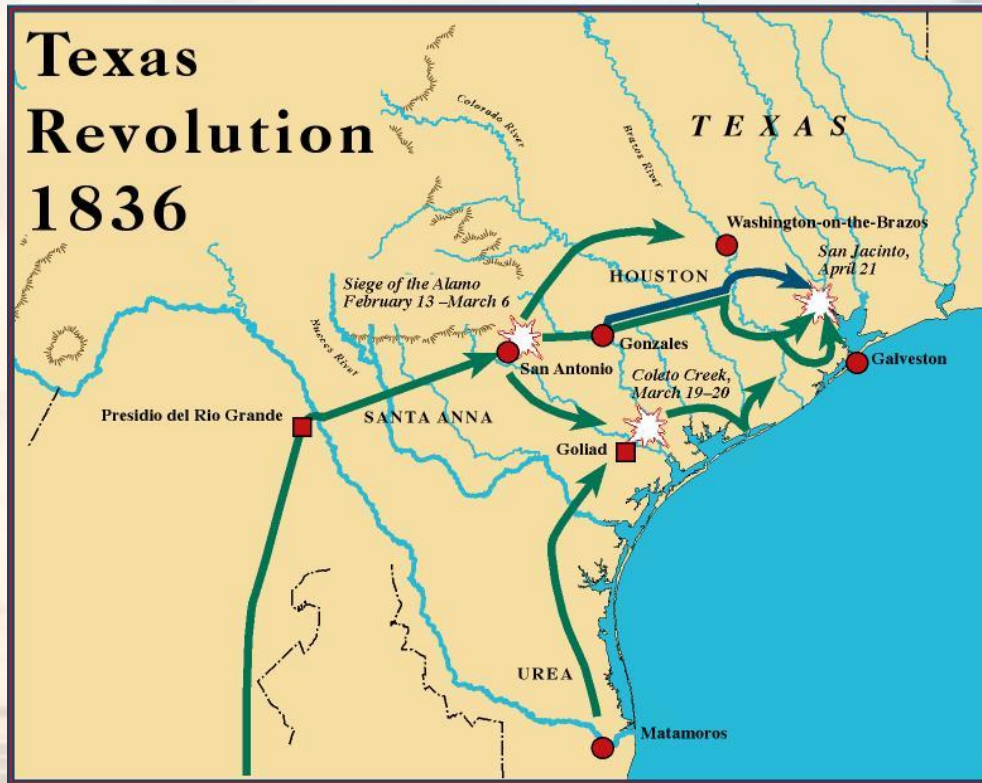 Texas
Revolution
1836
Colorado River
Brazos River
TEXAS
Washington-on-the-Brazos
San Jacinto,
April 21
HOUSTON
Siege of the Alamo
February 13 –March 6
Nueces River
Gonzales
San Antonio
Galveston
Coleto Creek,
March 19–20
Presidio del Rio Grande
SANTA ANNA
Goliad
UREA
Matamoros